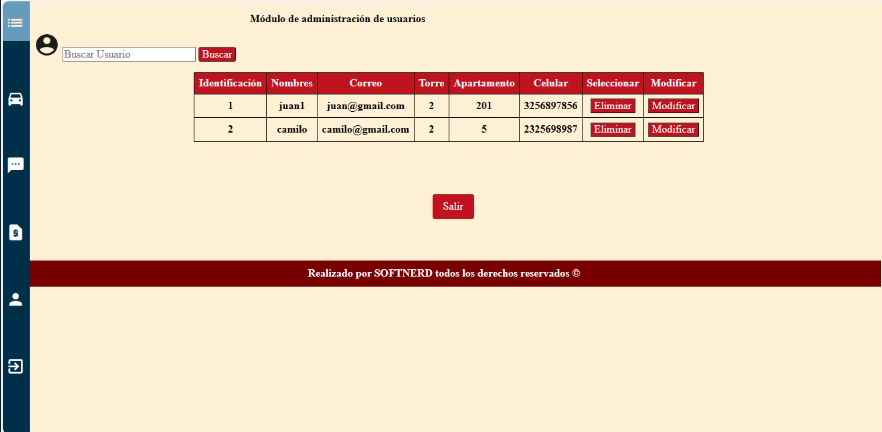 Módulo de administración de usuarios
Buscar Usuario Buscar
Identificación Nombres Correo Torre Apartamento Celular Seleccionar Modificar
1 juan1 juan@gmail.com 2 201 3256897856 Eliminar Modificar
2 camilo camilo@gmail.com 2 5 2325698987 Eliminar Modificar
Salir
Realizado por SOFTNERD todos los derechos reservados ©